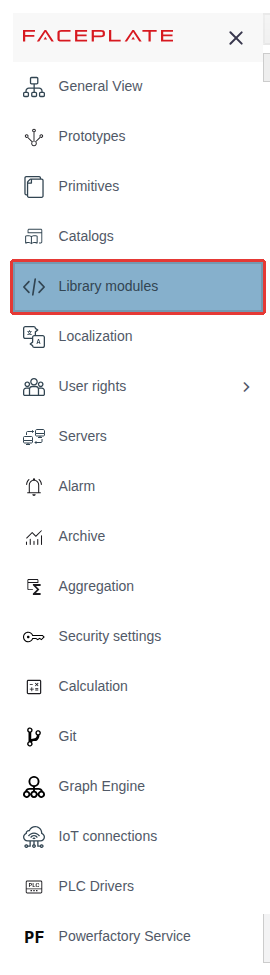 FACEPLATE
General View
Prototypes
Primitives
Catalogs
Library modules
Localization
User rights
Servers
Alarm
Archive
Aggregation
Security settings
Calculation
Git
Graph Engine
IoT connections
PLC PLC Drivers
PF Powerfactory Service